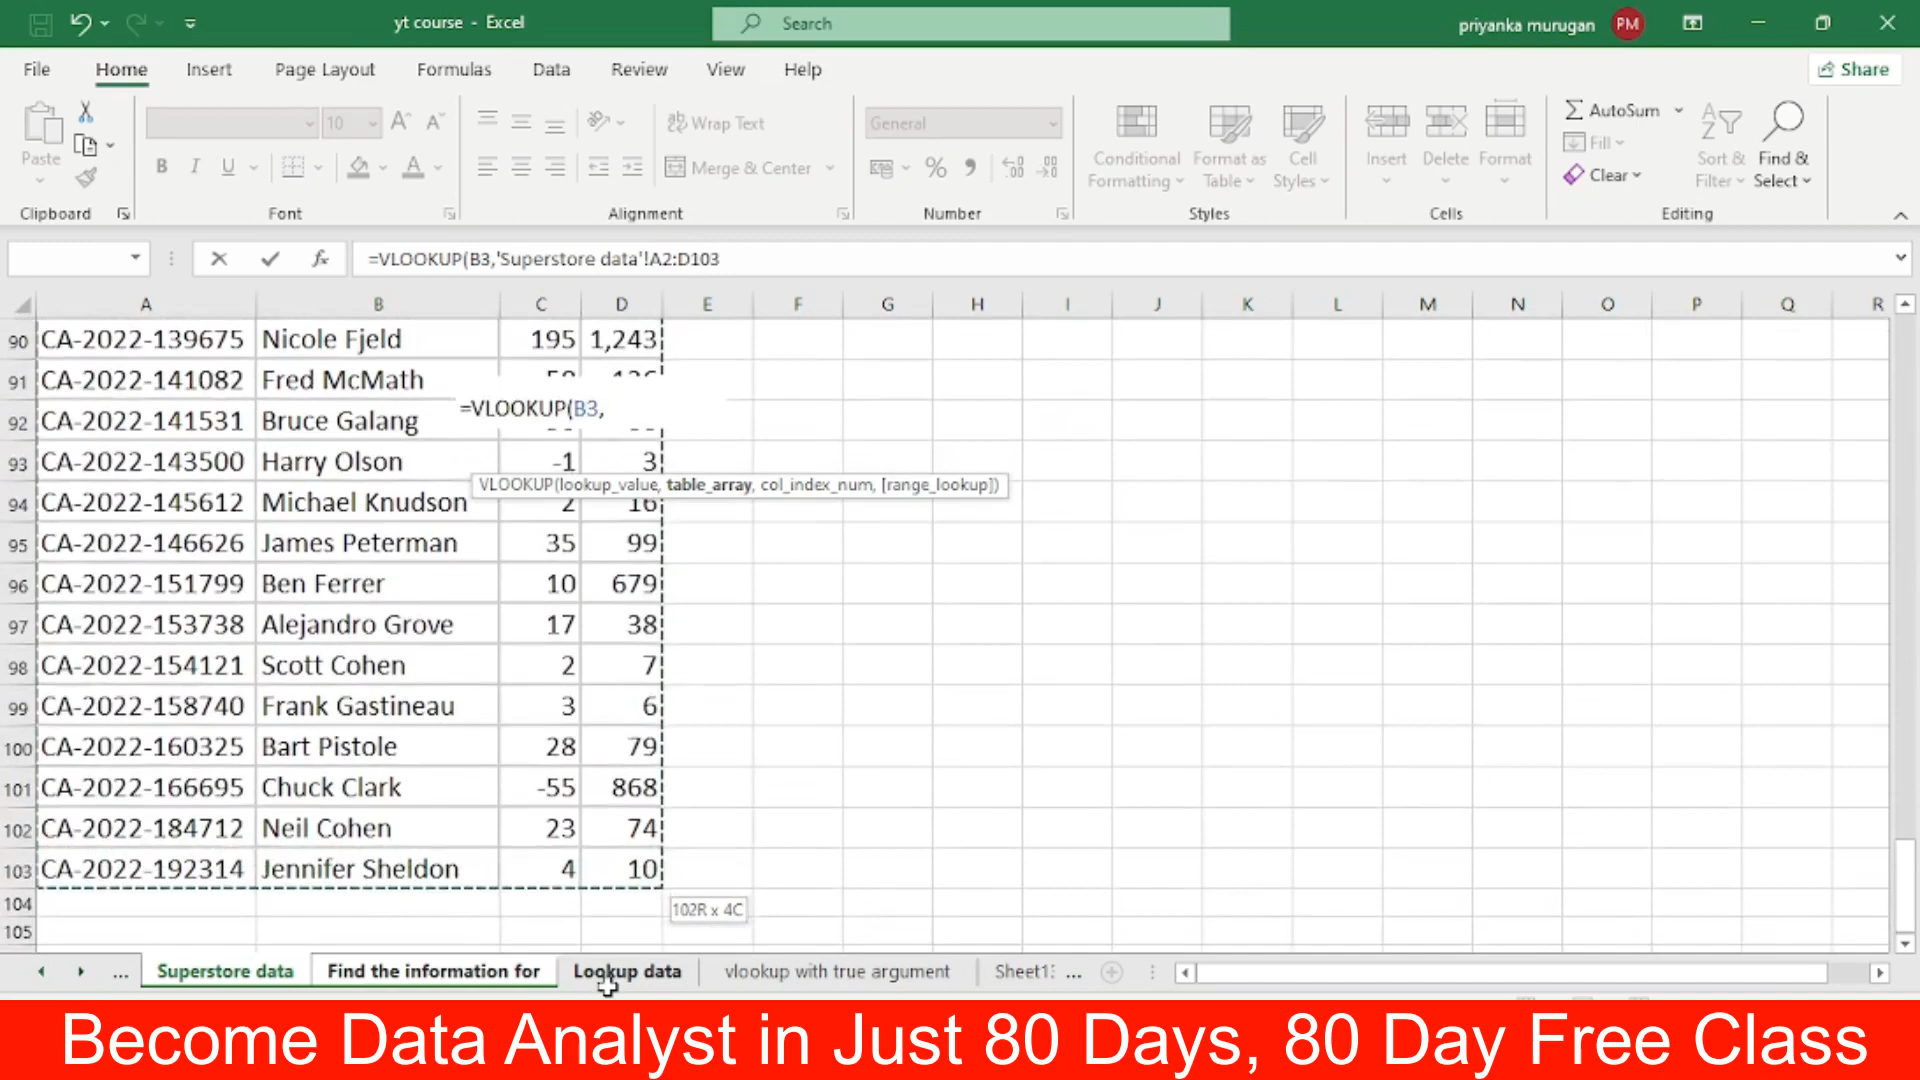 yt course - Excel
Search
priyanka murugan PM
File Home Insert Page Layout Formulas Data Review View Help
Share
Paste
10
Wrap Text
Merge & Center
General
Conditional Formatting
Format as Table
Cell Styles
Insert Delete Format
AutoSum
Fill
Clear
Sort & Filter
Find & Select
Clipboard Font Alignment Number Styles Cells Editing
=VLOOKUP(B3,'Superstore data'!A2:D103
A B C D E F G H I J K L M N O P Q R
90 CA-2022-139675 Nicole Fjeld 195 1,243
91 CA-2022-141082 Fred McMath
=VLOOKUP(B3,
92 CA-2022-141531 Bruce Galang
93 CA-2022-143500 Harry Olson -1 3
VLOOKUP(lookup_value, table_array, col_index_num, [range_lookup])
94 CA-2022-145612 Michael Knudson 2 16
95 CA-2022-146626 James Peterman 35 99
96 CA-2022-151799 Ben Ferrer 10 679
97 CA-2022-153738 Alejandro Grove 17 38
98 CA-2022-154121 Scott Cohen 2 7
99 CA-2022-158740 Frank Gastineau 3 6
100 CA-2022-160325 Bart Pistole 28 79
101 CA-2022-166695 Chuck Clark -55 868
102 CA-2022-184712 Neil Cohen 23 74
103 CA-2022-192314 Jennifer Sheldon 4 10
104
102R x 4C
105
... Superstore data Find the information for Lookup data vlookup with true argument Sheet1 ...
Become Data Analyst in Just 80 Days, 80 Day Free Class